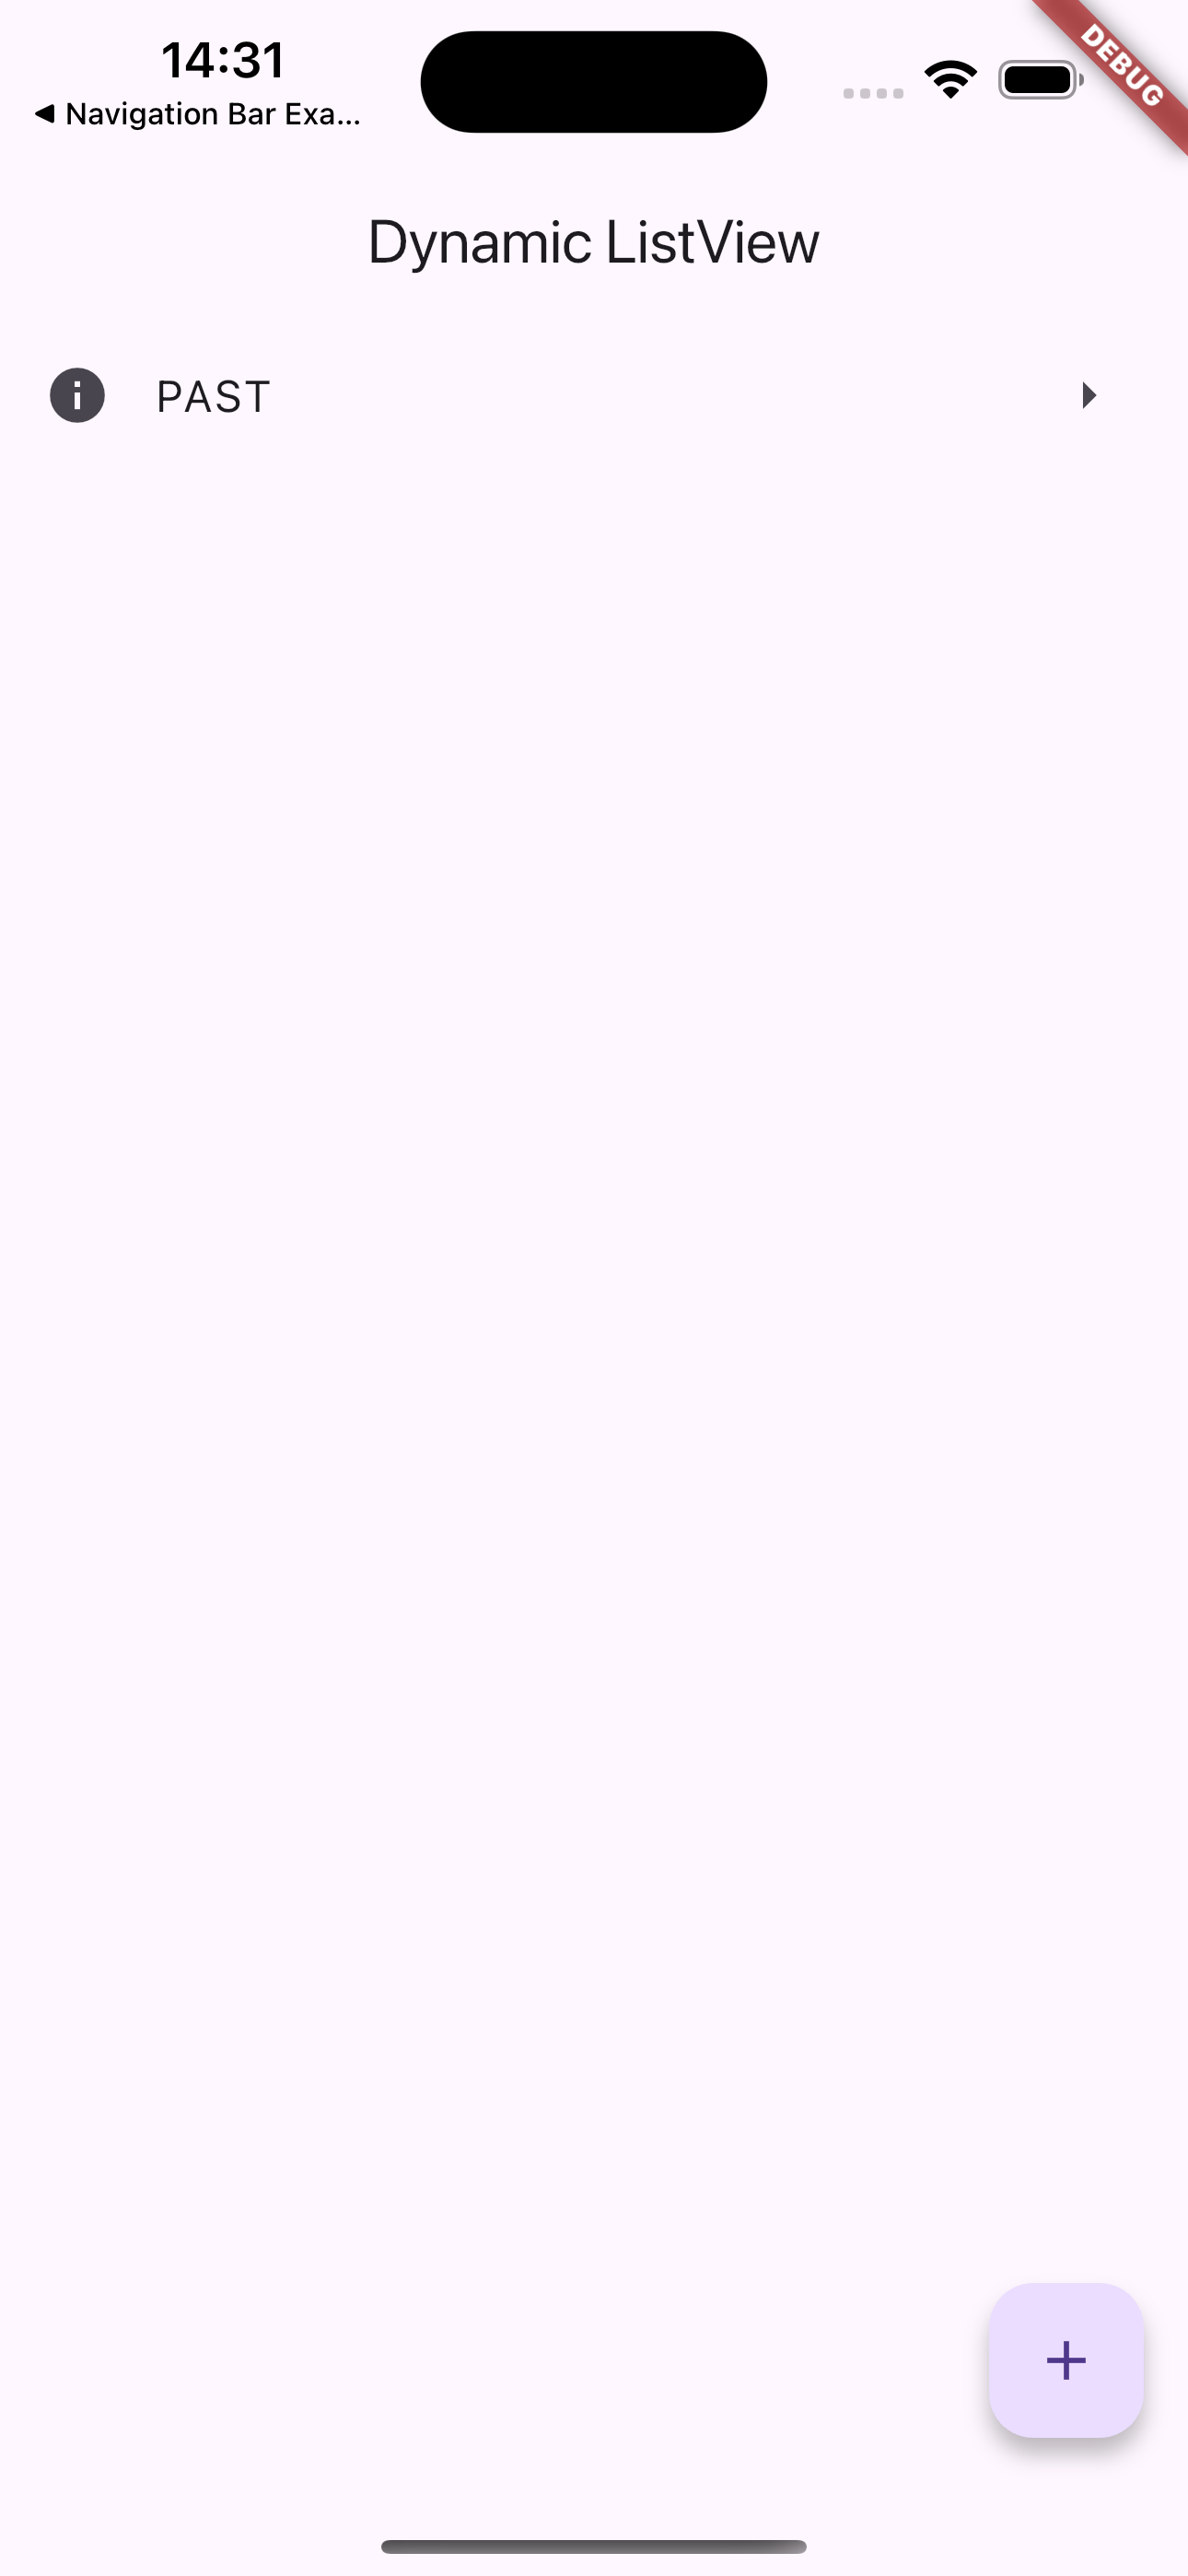 14:31
DEBUG
◀ Navigation Bar Exa...
Dynamic ListView
PAST